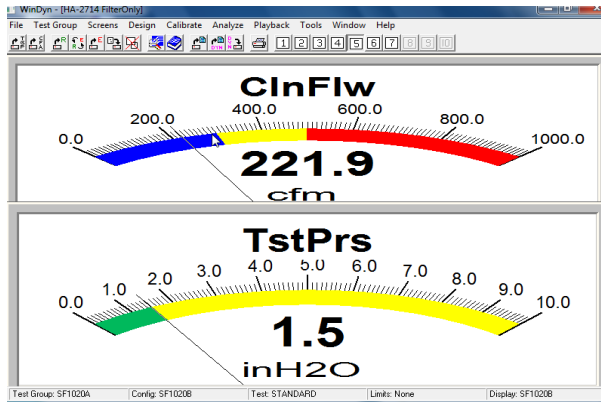 WinDyn - [HA-2714 FilterOnly]
File Test Group Screens Design Calibrate Analyze Playback Tools Window Help
1 2 3 4 5 6 7 8 9 10
ClnFlw
0.0 200.0 400.0 600.0 800.0 1000.0
221.9
cfm
TstPrs
0.0 1.0 2.0 3.0 4.0 5.0 6.0 7.0 8.0 9.0 10.0
1.5
inH2O
Test Group: SF1020A Config: SF1020B Test: STANDARD Limits: None Display: SF1020B